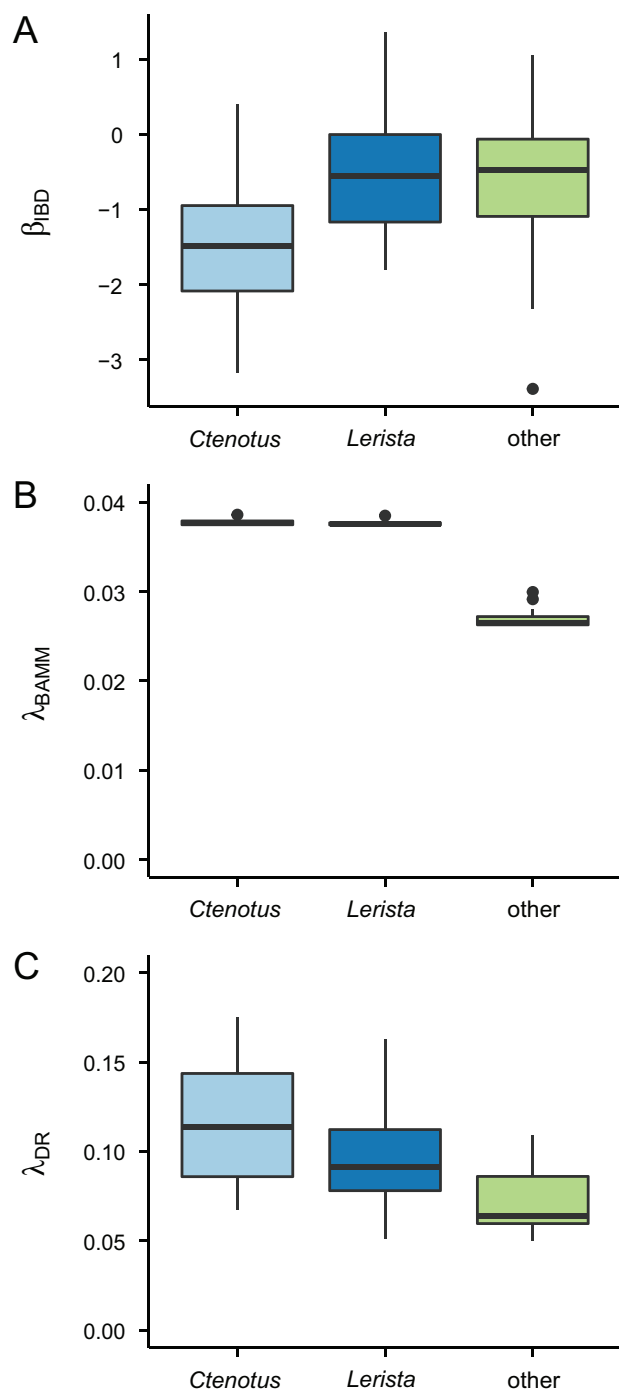 A
1
0
−1
−2
−3
βIBD
Ctenotus Lerista other
B
0.04
0.03
0.02
0.01
0.00
λBAMM
Ctenotus Lerista other
C
0.20
0.15
0.10
0.05
0.00
λDR
Ctenotus Lerista other